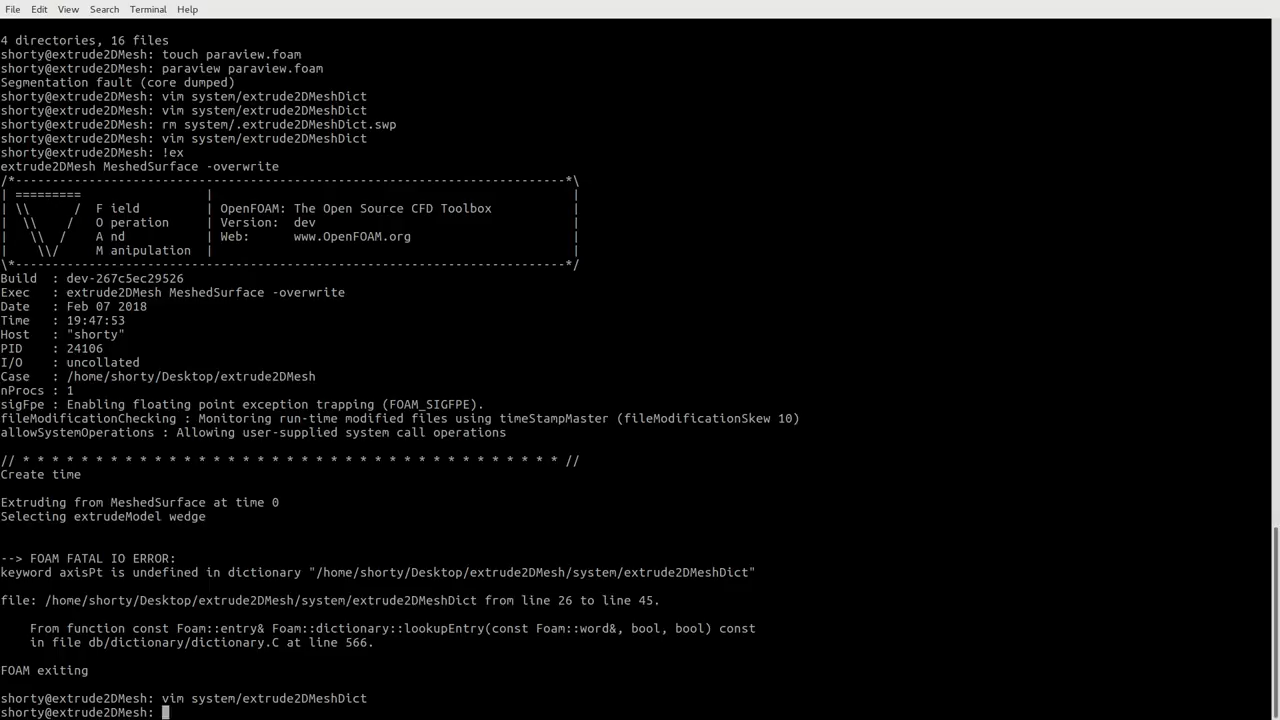 File Edit View Search Terminal Help
4 directories, 16 files
shorty@extrude2DMesh: touch paraview.foam
shorty@extrude2DMesh: paraview paraview.foam
Segmentation fault (core dumped)
shorty@extrude2DMesh: vim system/extrude2DMeshDict
shorty@extrude2DMesh: vim system/extrude2DMeshDict
shorty@extrude2DMesh: rm system/.extrude2DMeshDict.swp
shorty@extrude2DMesh: vim system/extrude2DMeshDict
shorty@extrude2DMesh: !ex
extrude2DMesh MeshedSurface -overwrite
/*---------------------------------------------------------------------------*\
| =========                 |                                                 |
| \\      /  F ield         | OpenFOAM: The Open Source CFD Toolbox           |
|  \\    /   O peration     | Version:  dev                                   |
|   \\  /    A nd           | Web:      www.OpenFOAM.org                      |
|    \\/     M anipulation  |                                                 |
\*---------------------------------------------------------------------------*/
Build  : dev-267c5ec29526
Exec   : extrude2DMesh MeshedSurface -overwrite
Date   : Feb 07 2018
Time   : 19:47:53
Host   : "shorty"
PID    : 24106
I/O    : uncollated
Case   : /home/shorty/Desktop/extrude2DMesh
nProcs : 1
sigFpe : Enabling floating point exception trapping (FOAM_SIGFPE).
fileModificationChecking : Monitoring run-time modified files using timeStampMaster (fileModificationSkew 10)
allowSystemOperations : Allowing user-supplied system call operations
// * * * * * * * * * * * * * * * * * * * * * * * * * * * * * * * * * * * * * //
Create time
Extruding from MeshedSurface at time 0
Selecting extrudeModel wedge
--> FOAM FATAL IO ERROR:
keyword axisPt is undefined in dictionary "/home/shorty/Desktop/extrude2DMesh/system/extrude2DMeshDict"
file: /home/shorty/Desktop/extrude2DMesh/system/extrude2DMeshDict from line 26 to line 45.
From function const Foam::entry& Foam::dictionary::lookupEntry(const Foam::word&, bool, bool) const
in file db/dictionary/dictionary.C at line 566.
FOAM exiting
shorty@extrude2DMesh: vim system/extrude2DMeshDict
shorty@extrude2DMesh: